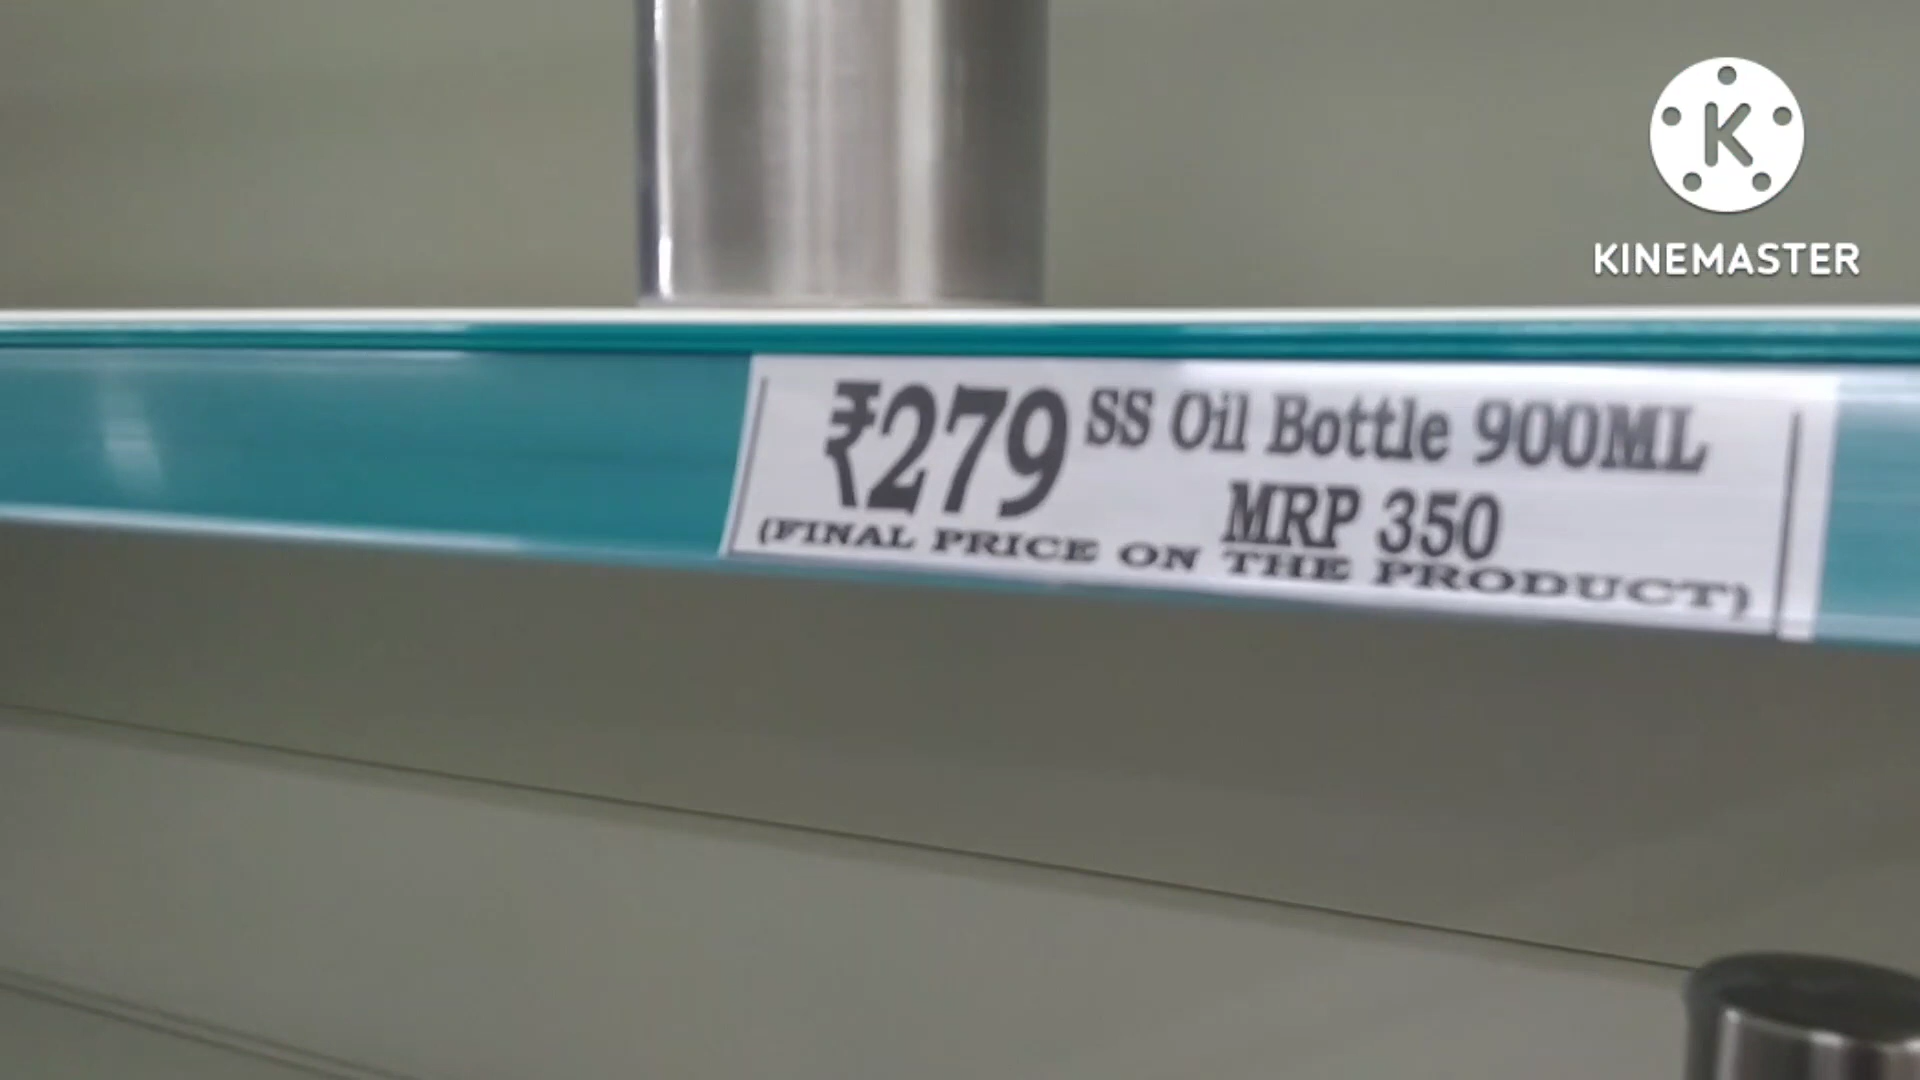 K
KINEMASTER
₹279 SS Oil Bottle 900ML
MRP 350
(FINAL PRICE ON THE PRODUCT)